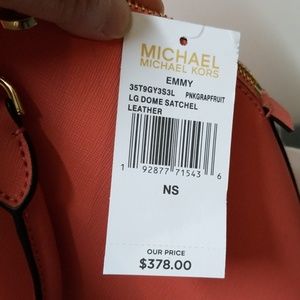 MICHAEL
MICHAEL KORS
EMMY
35T9GY3S3L PNKGRAPFRUIT
LG DOME SATCHEL
LEATHER
1 92877 71543 6
NS
OUR PRICE
$378.00